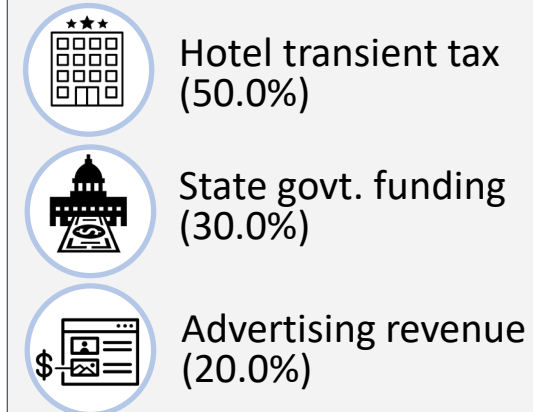 Hotel transient tax
(50.0%)
State govt. funding
(30.0%)
Advertising revenue
(20.0%)
$